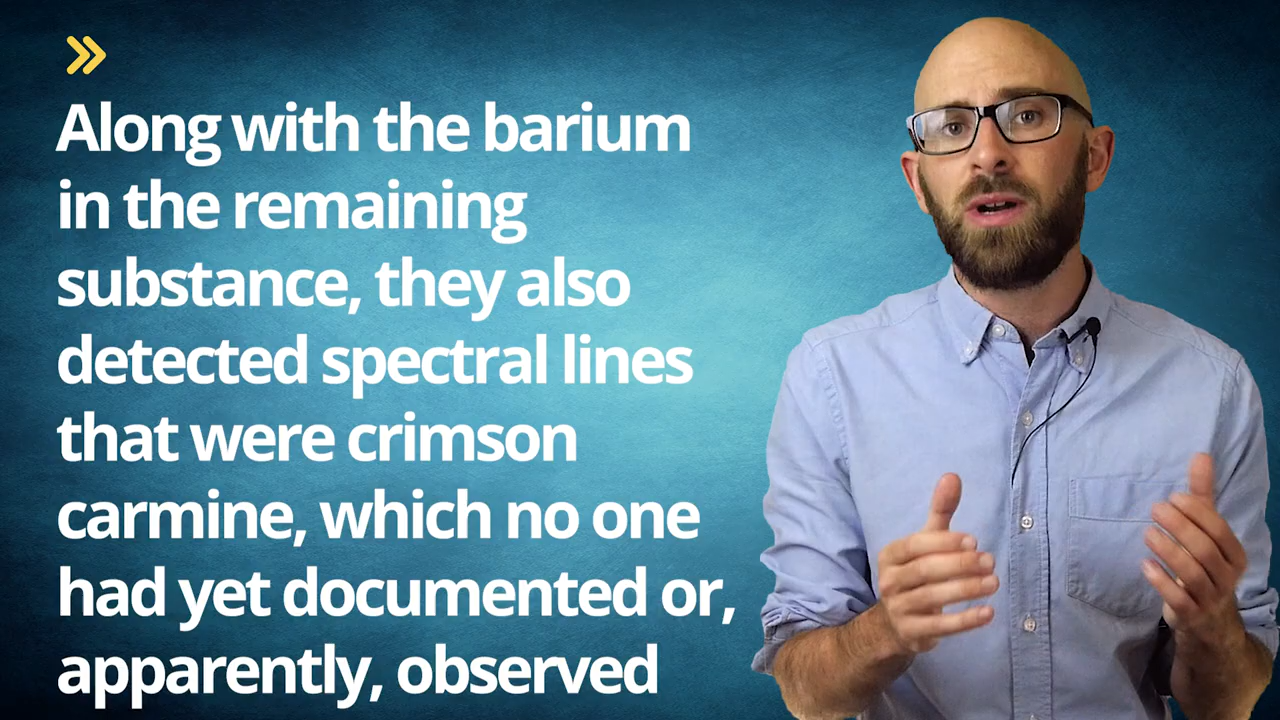 Along with the barium
in the remaining
substance, they also
detected spectral lines
that were crimson
carmine, which no one
had yet documented or,
apparently, observed